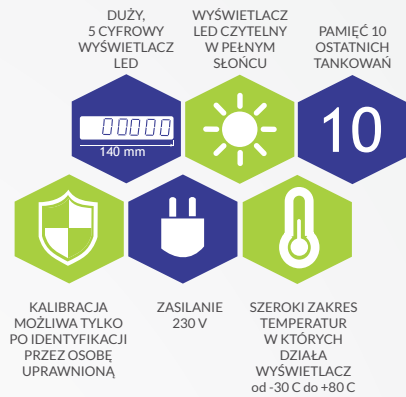 DUŻY,
5 CYFROWY
WYŚWIETLACZ
LED
WYŚWIETLACZ
LED CZYTELNY
W PEŁNYM
SŁOŃCU
PAMIĘĆ 10
OSTATNICH
TANKOWAŃ
00000
140 mm
10
KALIBRACJA
MOŻLIWA TYLKO
PO IDENTYFIKACJI
PRZEZ OSOBĘ
UPRAWNIONĄ
ZASILANIE
230 V
SZEROKI ZAKRES
TEMPERATUR
W KTÓRYCH
DZIAŁA
WYŚWIETLACZ
od -30 C do +80 C